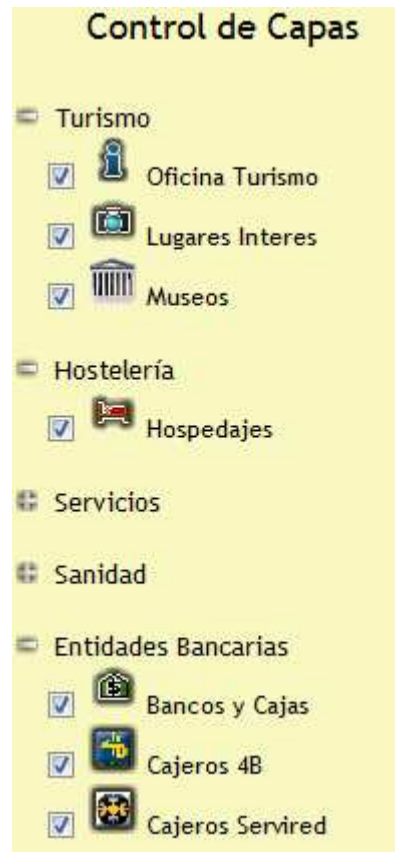 Control de Capas
Turismo
Oficina Turismo
Lugares Interes
Museos
Hostelería
Hospedajes
Servicios
Sanidad
Entidades Bancarias
Bancos y Cajas
Cajeros 4B
Cajeros Servired